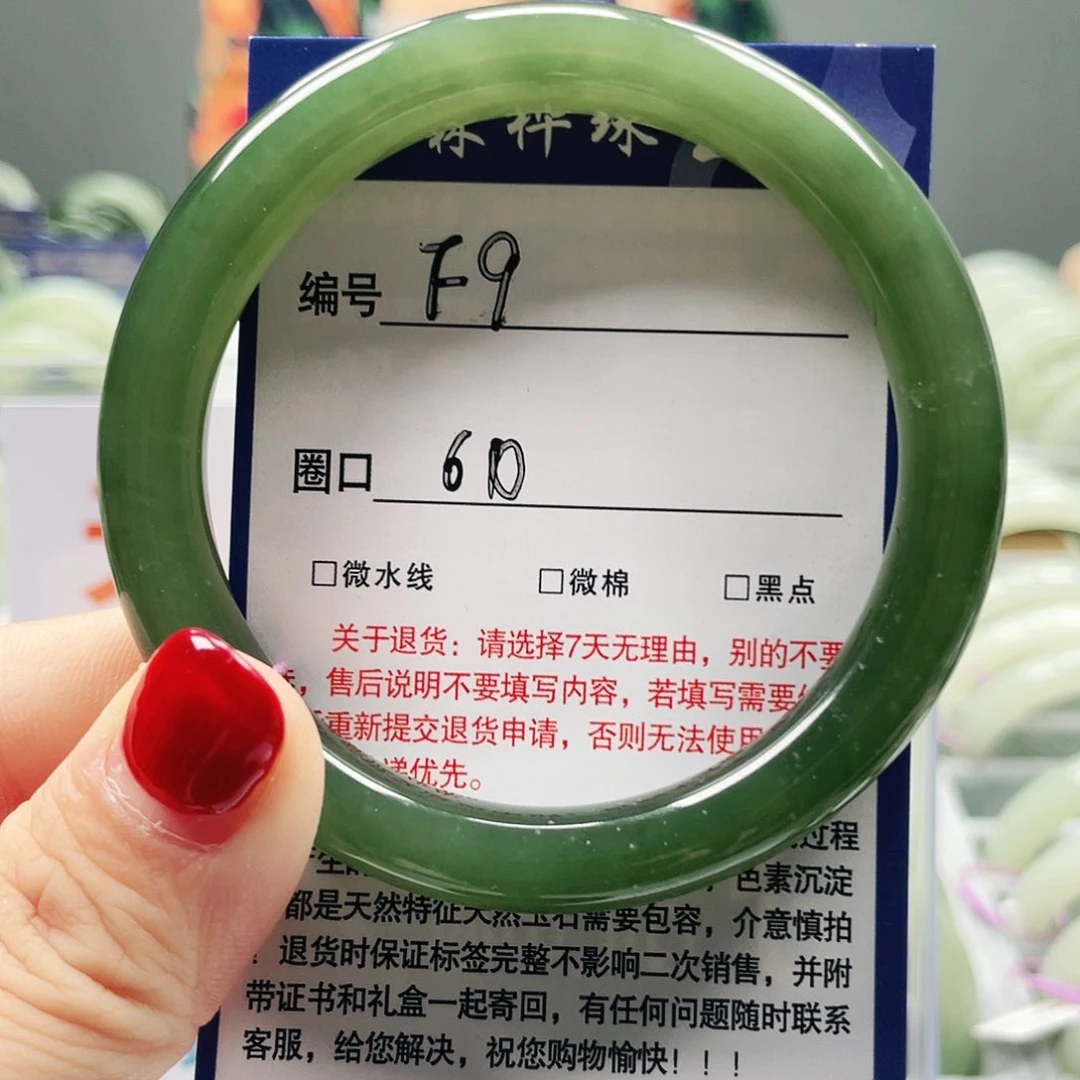 森桦珠
编号 F9
圈口 60
□微水线 □微棉 □黑点
关于退货：请选择7天无理由，别的不要
，售后说明不要填写内容，若填写需要
重新提交退货申请，否则无法使用
递优先。
过程
，色素沉淀
都是天然特征天然玉石需要包容，介意慎拍
！退货时保证标签完整不影响二次销售，并附
带证书和礼盒一起寄回，有任何问题随时联系
客服，给您解决，祝您购物愉快！！！